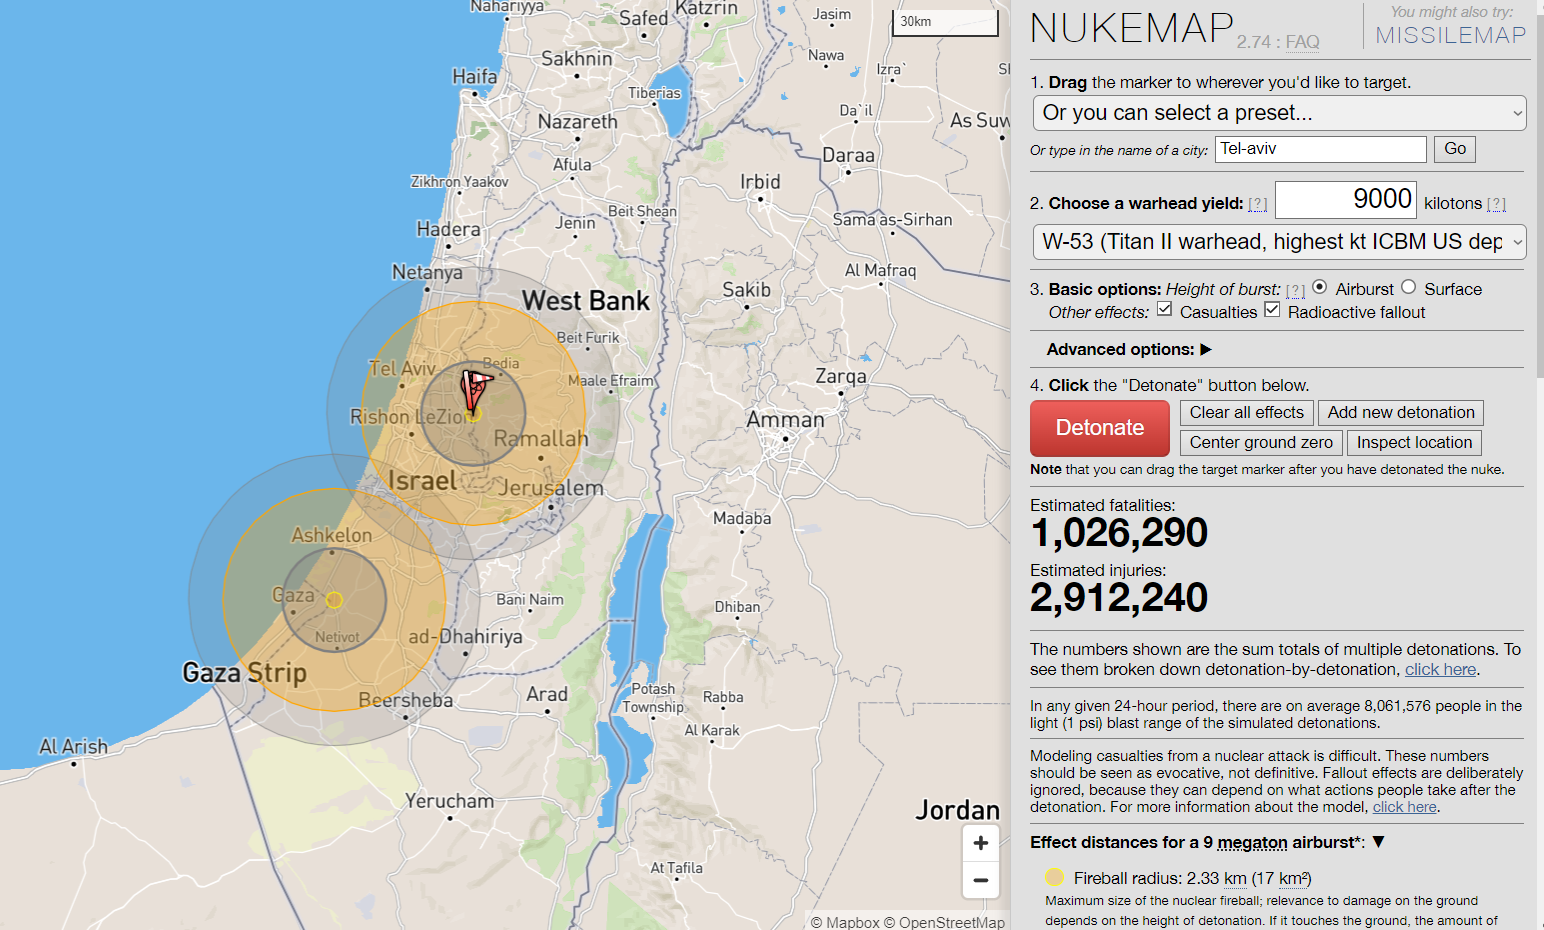 Nahariyya
Safed
Katzrin
Jasim
30km
Sakhnin
Nawa
Izra`
Haifa
Tiberias
Da`il
As Suw
Nazareth
Daraa
Afula
Zikhron Yaakov
Irbid
Beit Shean
Sama as-Sirhan
Hadera
Jenin
Netanya
Al Mafraq
West Bank
Sakib
Beit Furik
Tel Aviv
Bedia
Maale Efraim
Zarqa
Rishon LeZion
Amman
Ramallah
Israel
Jerusalem
Madaba
Ashkelon
Gaza
Bani Naim
Dhiban
Netivot
ad-Dhahiriya
Gaza Strip
Beersheba
Arad
Potash
Township
Rabba
Al Karak
Al Arish
Yerucham
Jordan
At Tafila
+
−
© Mapbox © OpenStreetMap
NUKEMAP 2.74 : FAQ
You might also try:
MISSILEMAP
1. Drag the marker to wherever you'd like to target.
Or you can select a preset...
Or type in the name of a city: Tel-aviv Go
2. Choose a warhead yield: [?] 9000 kilotons [?]
W-53 (Titan II warhead, highest kt ICBM US dep
3. Basic options: Height of burst: [?] Airburst Surface
Other effects: Casualties Radioactive fallout
Advanced options: ▶
4. Click the "Detonate" button below.
Detonate
Clear all effects Add new detonation
Center ground zero Inspect location
Note that you can drag the target marker after you have detonated the nuke.
Estimated fatalities:
1,026,290
Estimated injuries:
2,912,240
The numbers shown are the sum totals of multiple detonations. To
see them broken down detonation-by-detonation, click here.
In any given 24-hour period, there are on average 8,061,576 people in the
light (1 psi) blast range of the simulated detonations.
Modeling casualties from a nuclear attack is difficult. These numbers
should be seen as evocative, not definitive. Fallout effects are deliberately
ignored, because they can depend on what actions people take after the
detonation. For more information about the model, click here.
Effect distances for a 9 megaton airburst*: ▼
Fireball radius: 2.33 km (17 km²)
Maximum size of the nuclear fireball; relevance to damage on the ground
depends on the height of detonation. If it touches the ground, the amount of